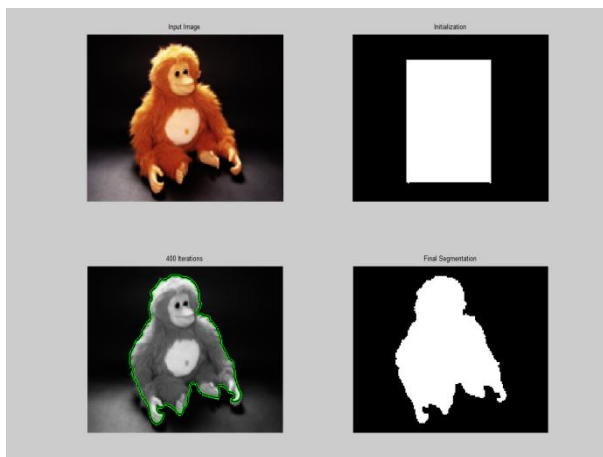 Input Image
Initialization
400 Iterations
Final Segmentation